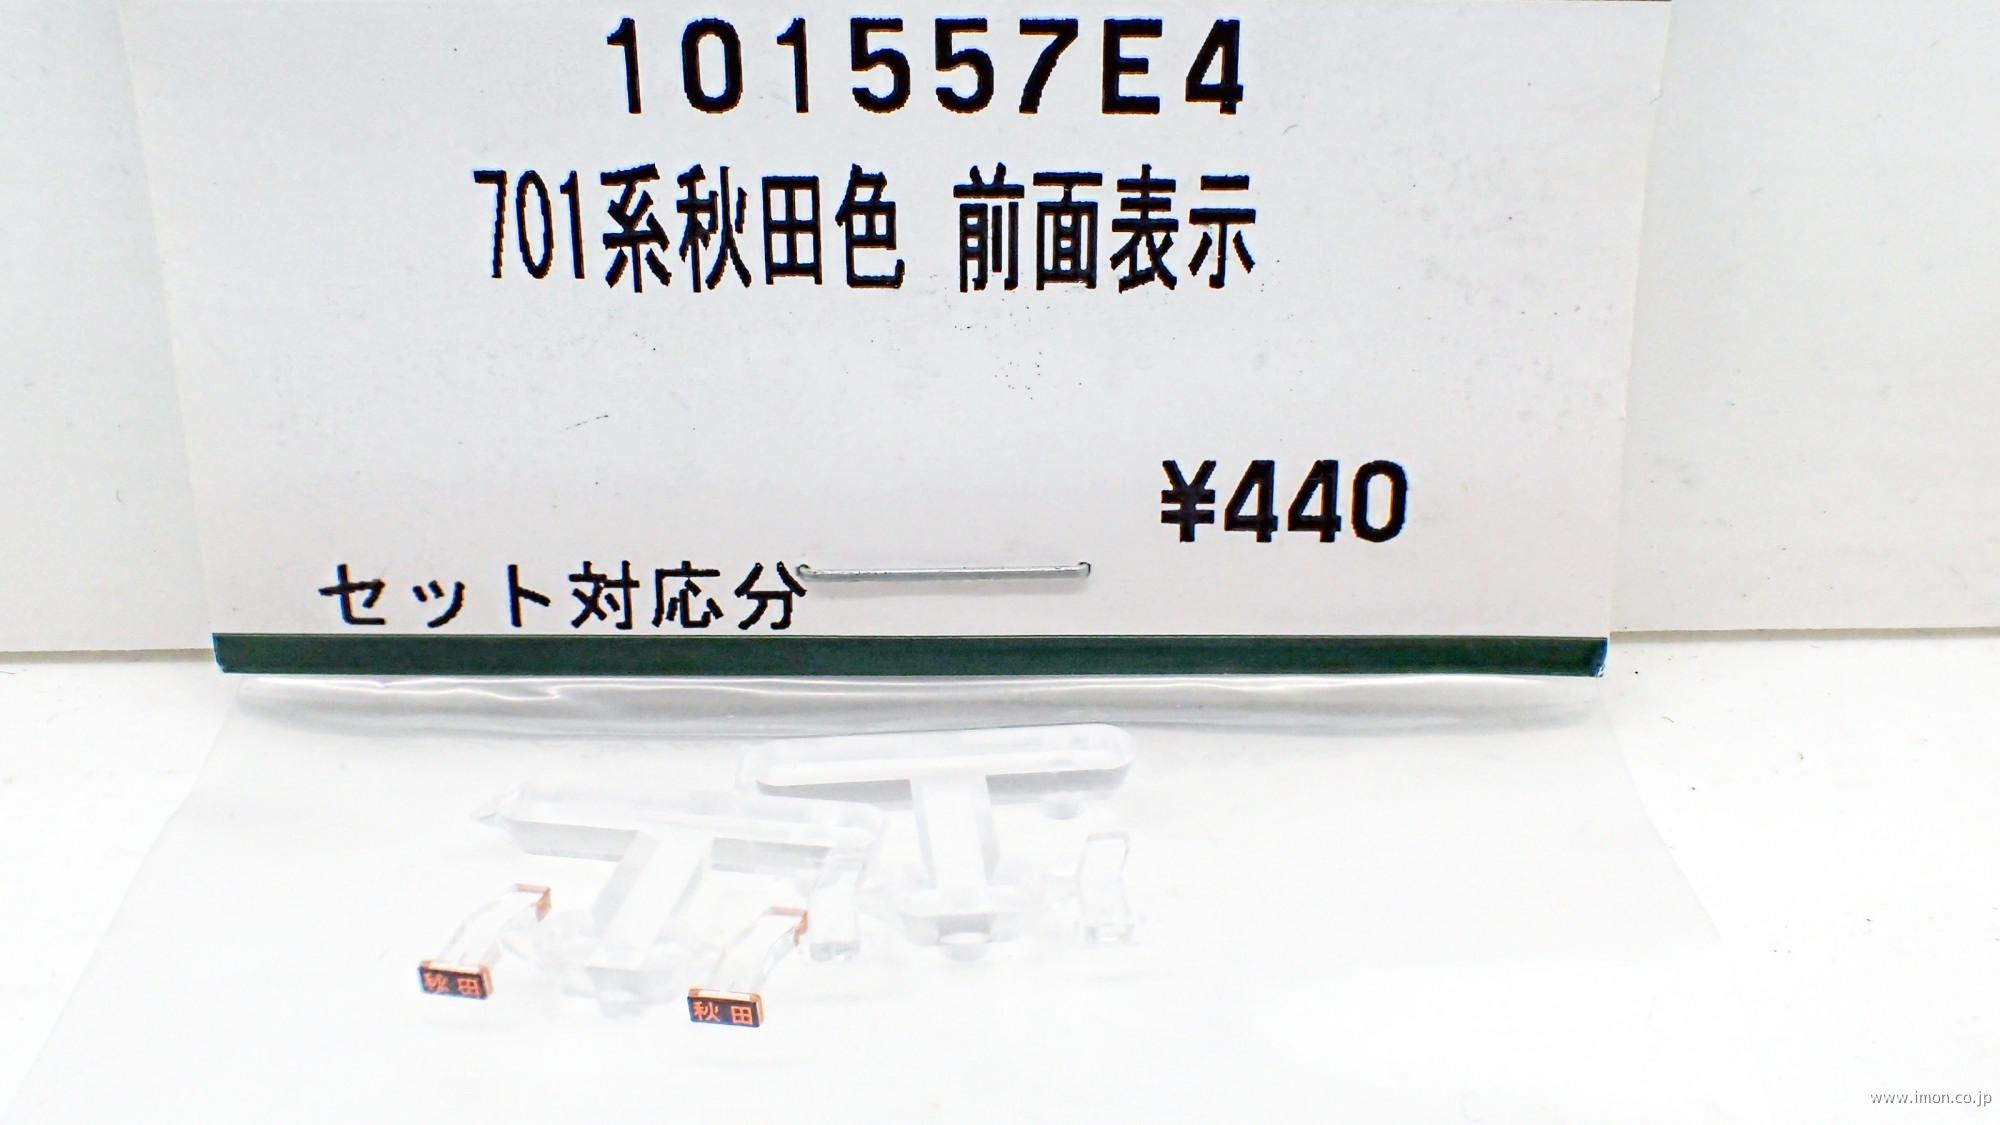 101557E4
701系秋田色 前面表示
¥440
セット対応分
秋田
秋田
www.imon.co.jp